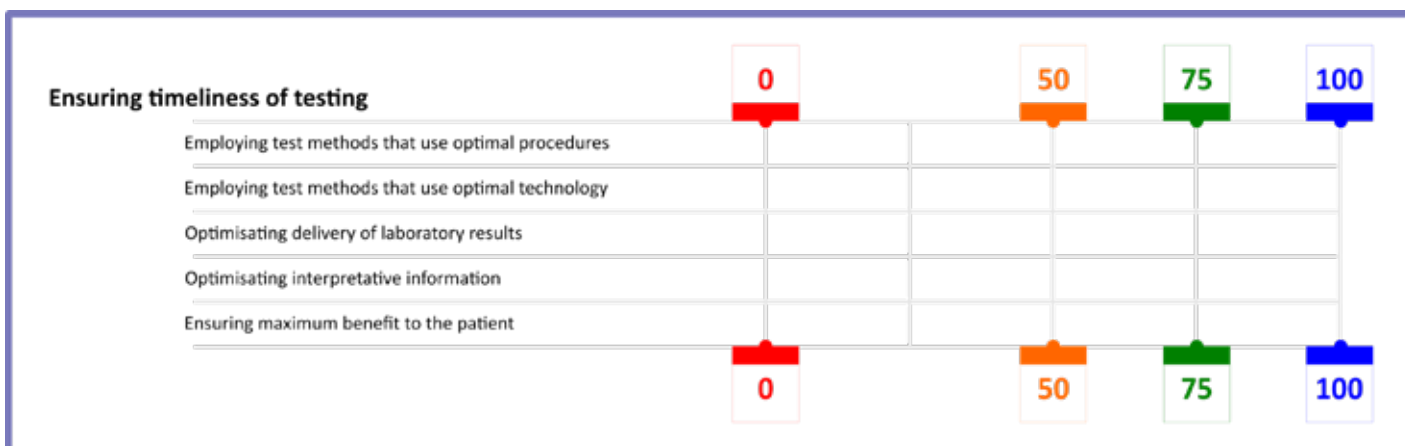 0 50 75 100
Ensuring timeliness of testing
Employing test methods that use optimal procedures
Employing test methods that use optimal technology
Optimisating delivery of laboratory results
Optimisating interpretative information
Ensuring maximum benefit to the patient
0 50 75 100